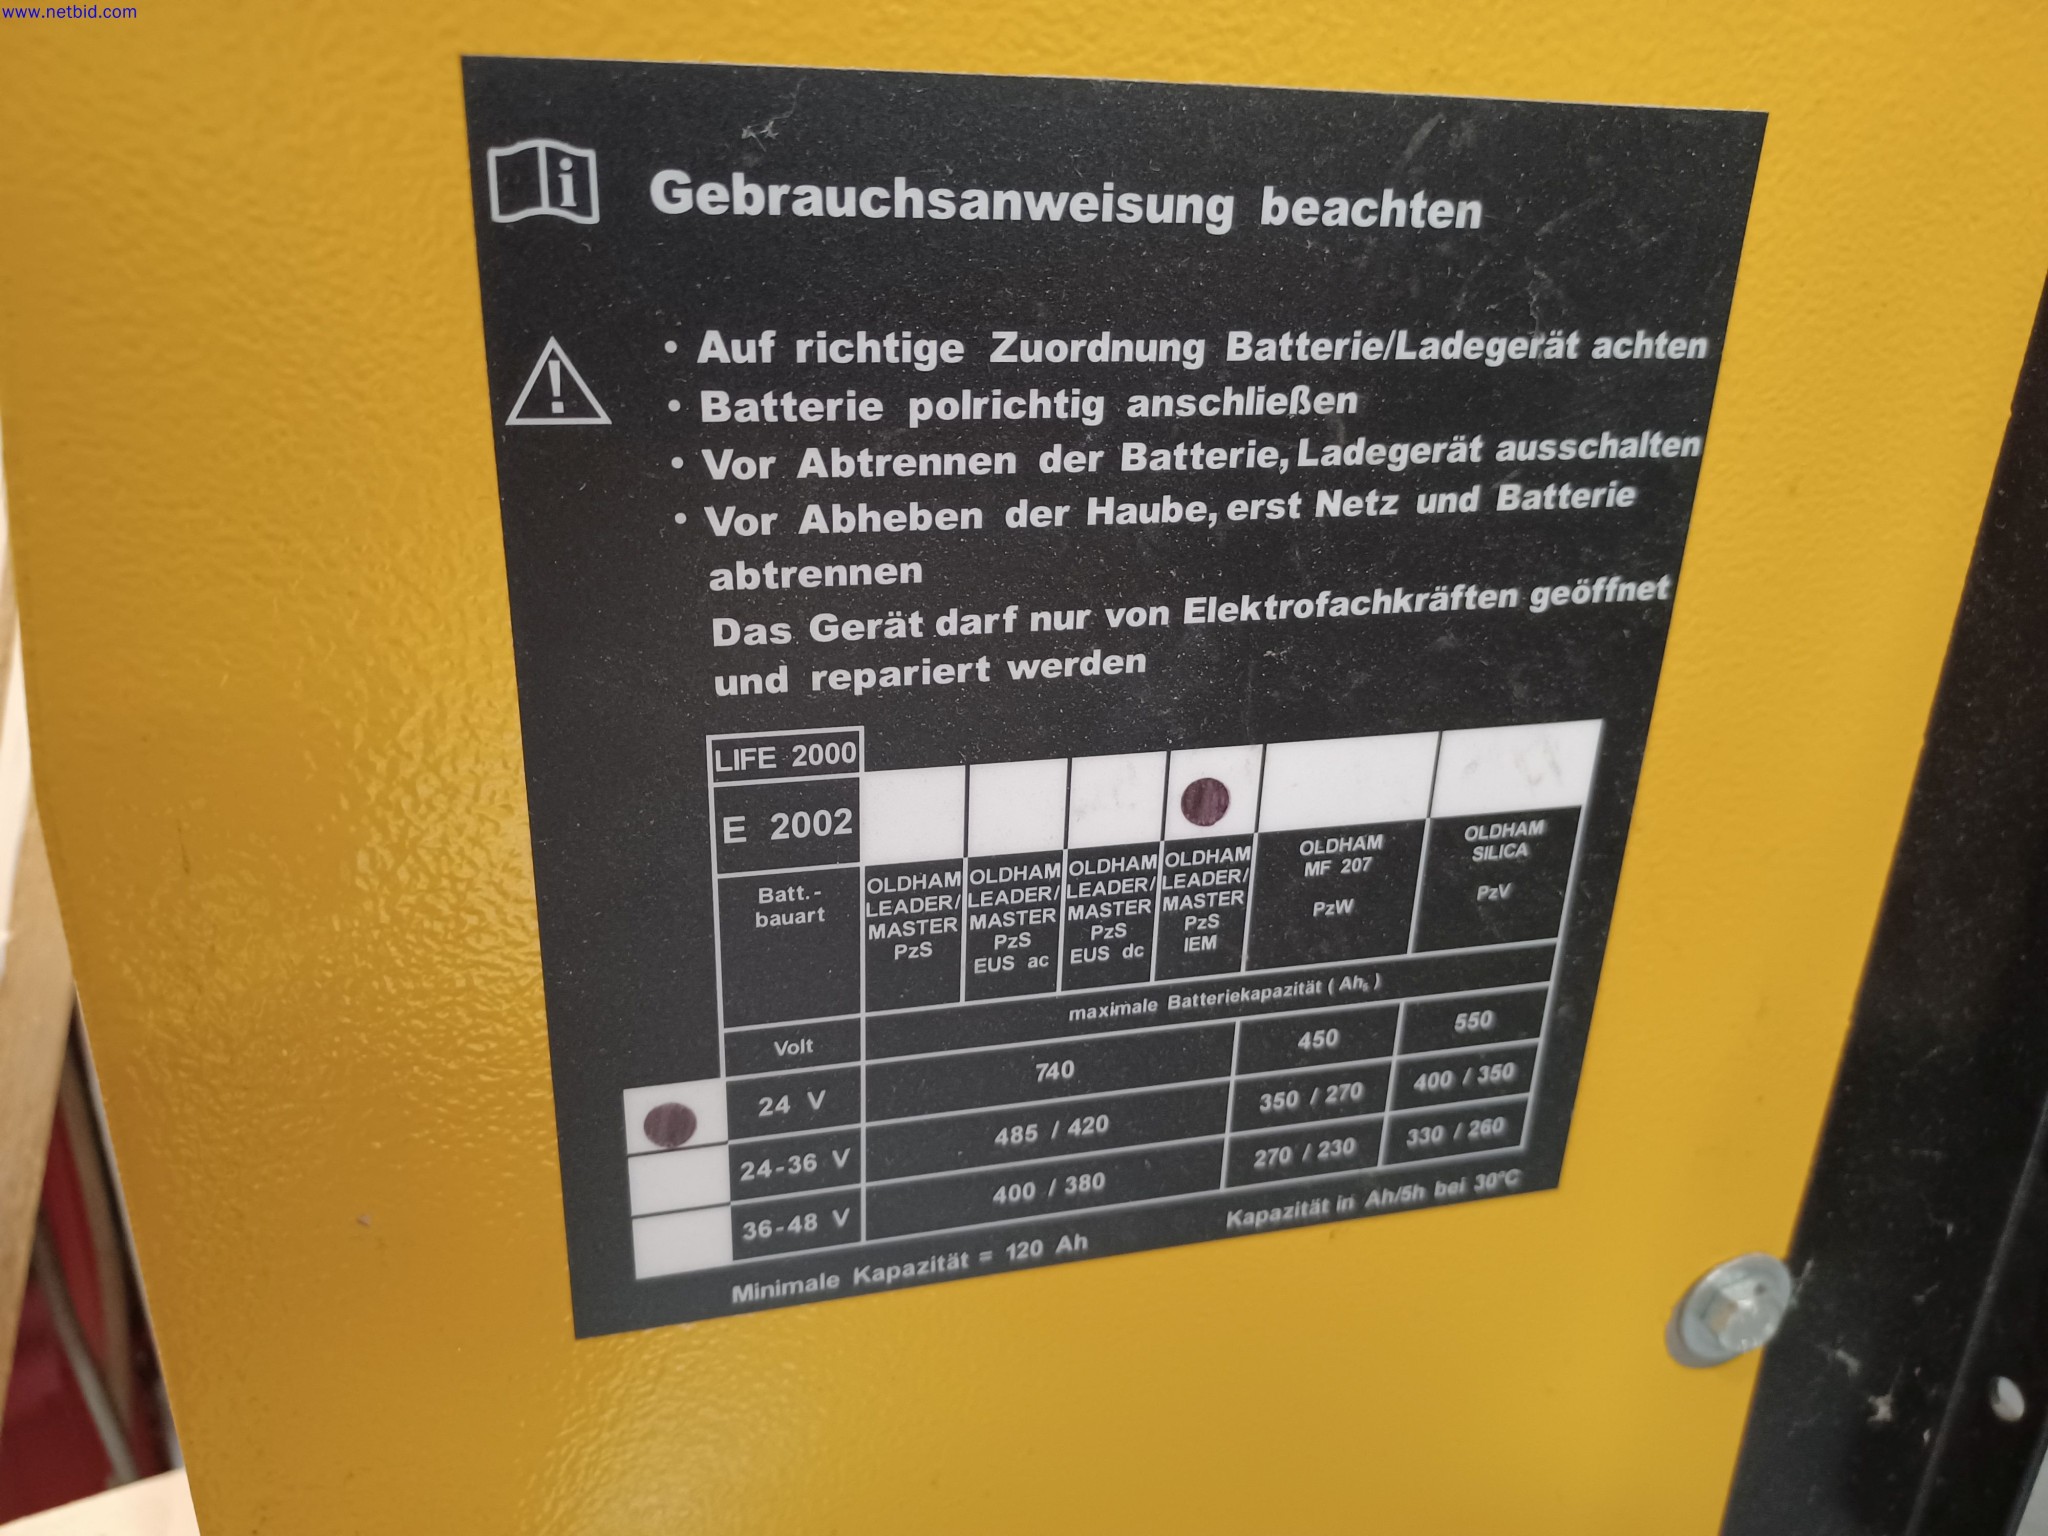 www.netbid.com
i
Gebrauchsanweisung beachten
!
• Auf richtige Zuordnung Batterie/Ladegerät achten
• Batterie polrichtig anschließen
• Vor Abtrennen der Batterie, Ladegerät ausschalten
• Vor Abheben der Haube, erst Netz und Batterie
abtrennen
Das Gerät darf nur von Elektrofachkräften geöffnet
und repariert werden
LIFE 2000
E 2002
Batt.-
bauart
OLDHAM
LEADER/
MASTER
PzS
OLDHAM
LEADER/
MASTER
PzS
EUS ac
OLDHAM
LEADER/
MASTER
PzS
EUS dc
OLDHAM
LEADER/
MASTER
PzS
IEM
OLDHAM
MF 207
PzW
OLDHAM
SILICA
PzV
maximale Batteriekapazität ( Ah₅ )
Volt
24 V 740 450 550
24-36 V 485 / 420 350 / 270 400 / 350
36-48 V 400 / 380 270 / 230 330 / 260
Minimale Kapazität = 120 Ah
Kapazität in Ah/5h bei 30°C